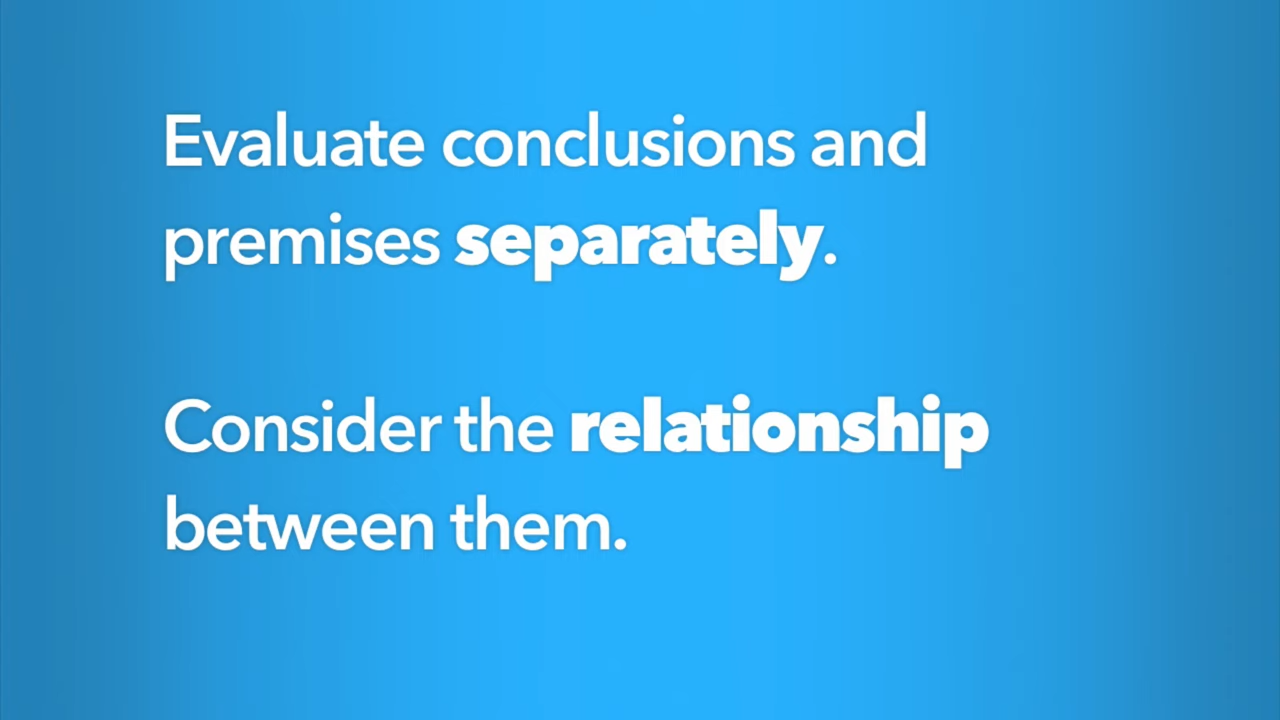 Evaluate conclusions and
premises separately.
Consider the relationship
between them.